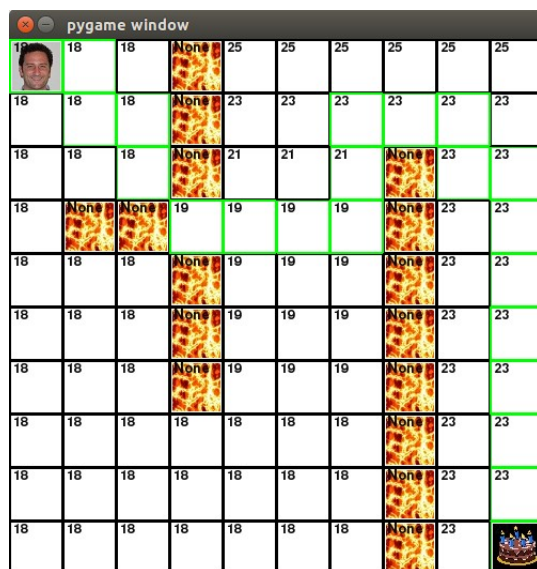 pygame window
18 18 18 None 25 25 25 25 25 25
18 18 18 None 23 23 23 23 23 23
18 18 18 None 21 21 21 None 23 23
18 None None 19 19 19 19 None 23 23
18 18 18 None 19 19 19 None 23 23
18 18 18 None 19 19 19 None 23 23
18 18 18 None 19 19 19 None 23 23
18 18 18 18 18 18 18 None 23 23
18 18 18 18 18 18 18 None 23 23
18 18 18 18 18 18 18 None 23